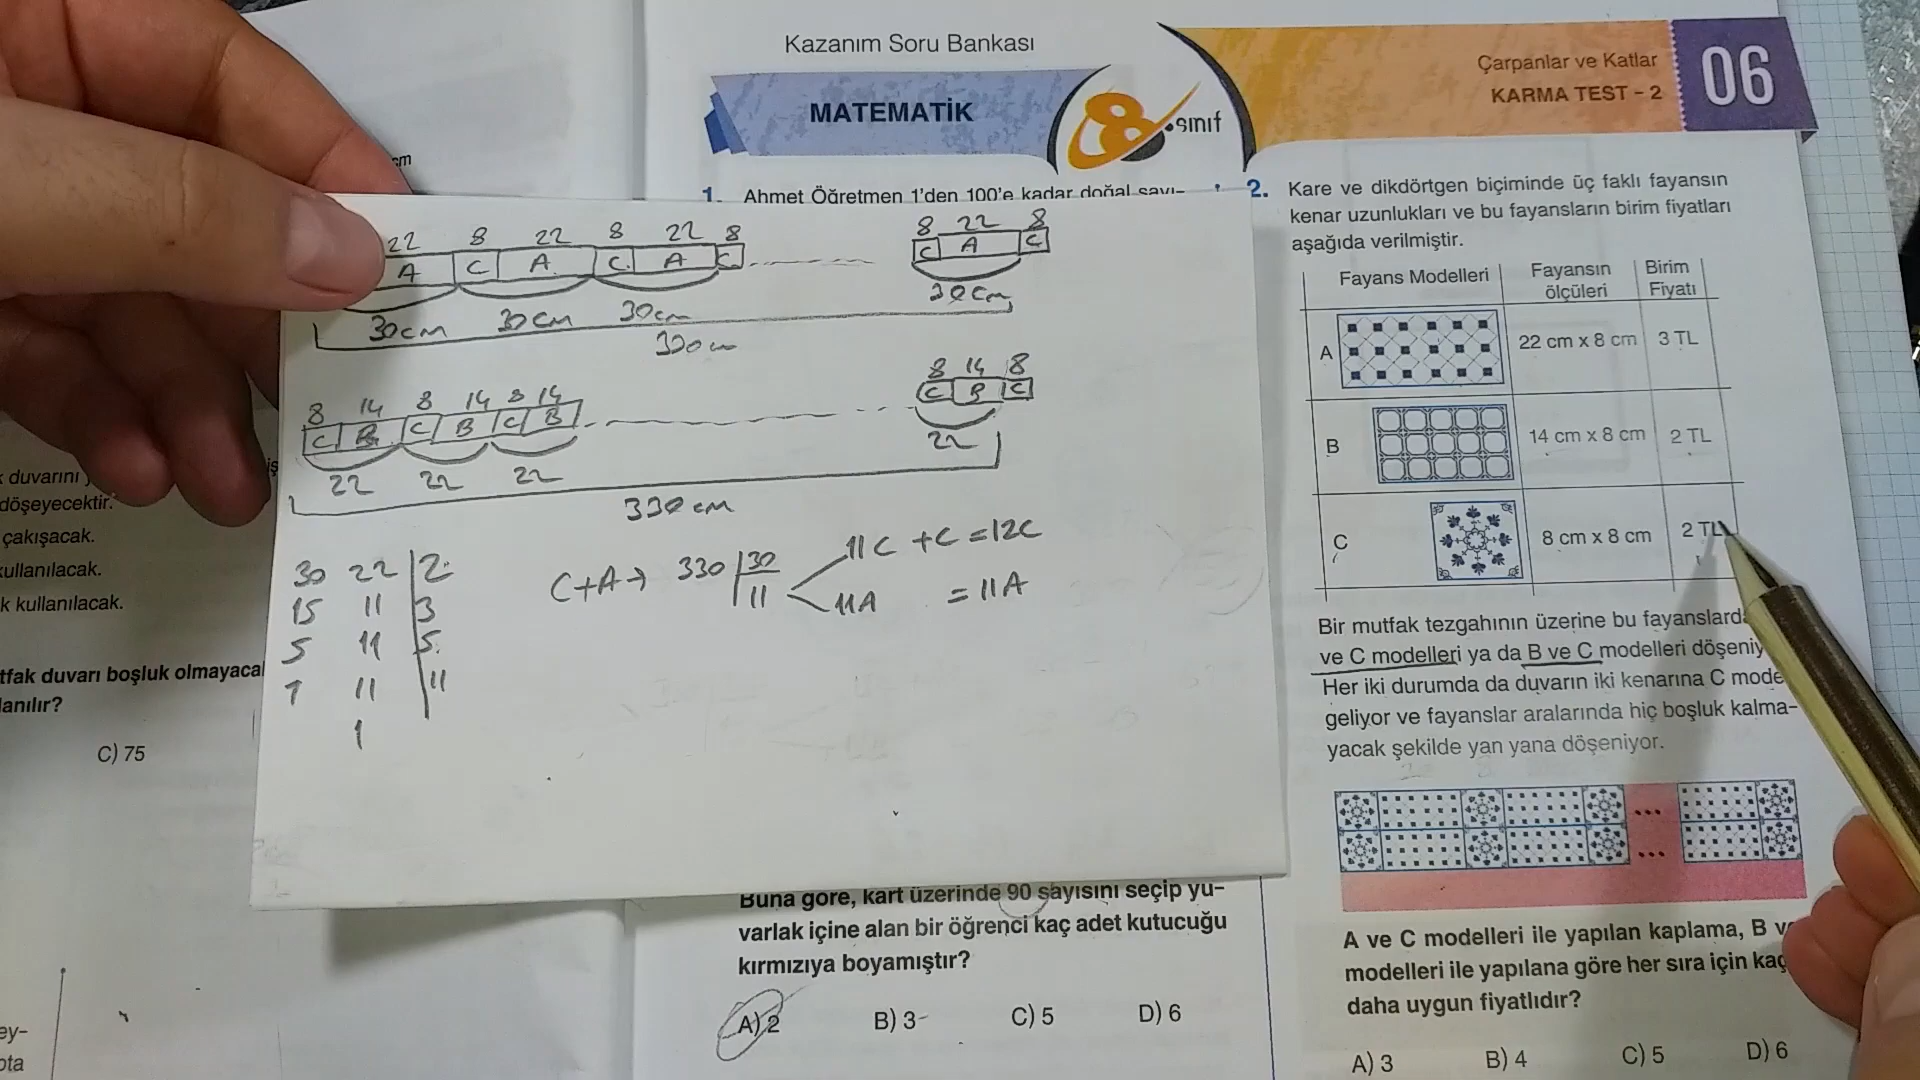 Kazanım Soru Bankası
MATEMATİK
8.sınıf
Çarpanlar ve Katlar
KARMA TEST – 2
06
cm
duvarını
döşeyecektir.
çakışacak.
kullanılacak.
k kullanılacak.
tfak duvarı boşluk olmayaca
lanılır?
C) 75
ey-
ota
1. Ahmet Öğretmen 1'den 100'e kadar doğal sayı-
22 8 22 8 22 8
A C A C A C
30cm 30cm 30cm
8 22 8
C A C
30cm
330cm
8 14 8 14 8 14
C B C B C B
22 22 22
8 14 8
C B C
22
330cm
30 22 2
15 11 3
5 11 5
1 11 11
1
C+A→ 330 30
11
11C +C =12C
11A =11A
Buna göre, kart üzerinde 90 sayısını seçip yu-
varlak içine alan bir öğrenci kaç adet kutucuğu
kırmızıya boyamıştır?
A) 2 B) 3 C) 5 D) 6
2. Kare ve dikdörtgen biçiminde üç faklı fayansın
kenar uzunlukları ve bu fayansların birim fiyatları
aşağıda verilmiştir.
Fayans Modelleri Fayansın ölçüleri Birim Fiyatı
A 22 cm x 8 cm 3 TL
B 14 cm x 8 cm 2 TL
C 8 cm x 8 cm 2 TL
Bir mutfak tezgahının üzerine bu fayanslard
ve C modelleri ya da B ve C modelleri döşeniy
Her iki durumda da duvarın iki kenarına C mode
geliyor ve fayanslar aralarında hiç boşluk kalma-
yacak şekilde yan yana döşeniyor.
A ve C modelleri ile yapılan kaplama, B v
modelleri ile yapılana göre her sıra için kaç
daha uygun fiyatlıdır?
A) 3 B) 4 C) 5 D) 6